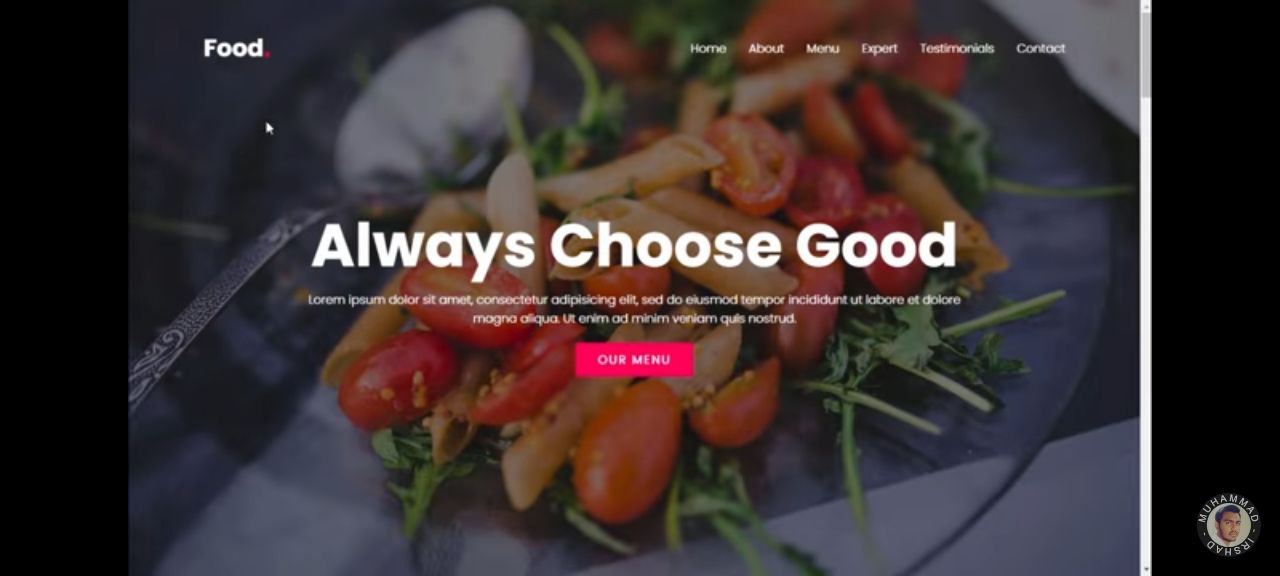 Food.
Home About Menu Expert Testimonials Contact
Always Choose Good
Lorem ipsum dolor sit amet, consectetur adipisicing elit, sed do eiusmod tempor incididunt ut labore et dolore
magna aliqua. Ut enim ad minim veniam quis nostrud.
OUR MENU
MUHAMMAD
IRSHAD